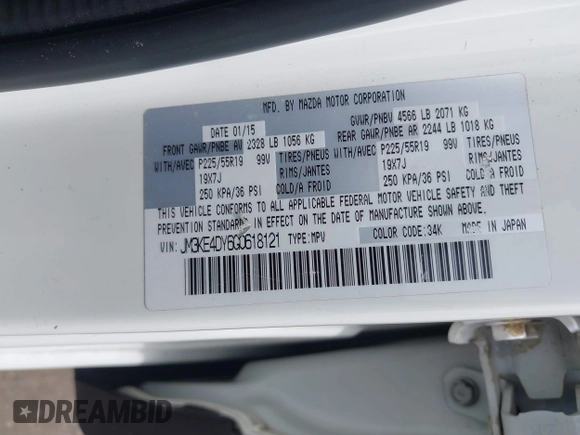 MFD. BY MAZDA MOTOR CORPORATION
DATE 01/15
GVWR/PNBV 4566 LB 2071 KG
FRONT GAWR/PNBE AV 2328 LB 1056 KG
REAR GAWR/PNBE AR 2244 LB 1018 KG
WITH/AVEC P225/55R19 99V TIRES/PNEUS
WITH/AVEC P225/55R19 99V TIRES/PNEUS
19X7J RIMS/JANTES
19X7J RIMS/JANTES
250 KPA/36 PSI COLD/A FROID
250 KPA/36 PSI COLD/A FROID
THIS VEHICLE CONFORMS TO ALL APPLICABLE FEDERAL MOTOR VEHICLE SAFETY AND THEFT
PREVENTION STANDARDS IN EFFECT ON THE DATE OF MANUFACTURE SHOWN ABOVE.
VIN: JM3KE4DY6G0618121 TYPE:MPV COLOR CODE:34K MADE IN JAPAN
DREAMBID